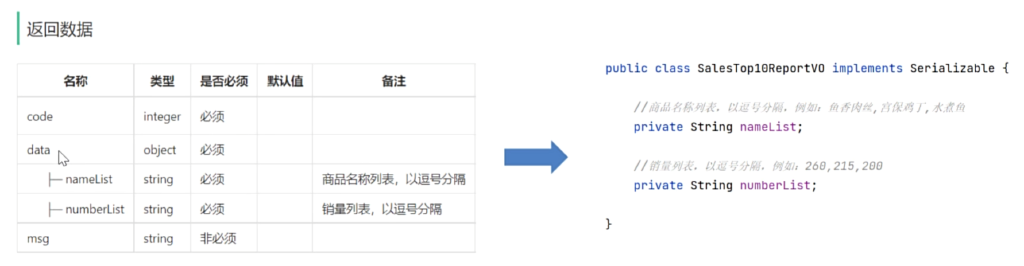 返回数据
名称 类型 是否必须 默认值 备注
code integer 必须
data object 必须
├─ nameList string 必须 商品名称列表，以逗号分隔
├─ numberList string 必须 销量列表，以逗号分隔
msg string 非必须
public class SalesTop10ReportVO implements Serializable {
//商品名称列表，以逗号分隔，例如：鱼香肉丝,宫保鸡丁,水煮鱼
private String nameList;
//销量列表，以逗号分隔，例如：260,215,200
private String numberList;
}